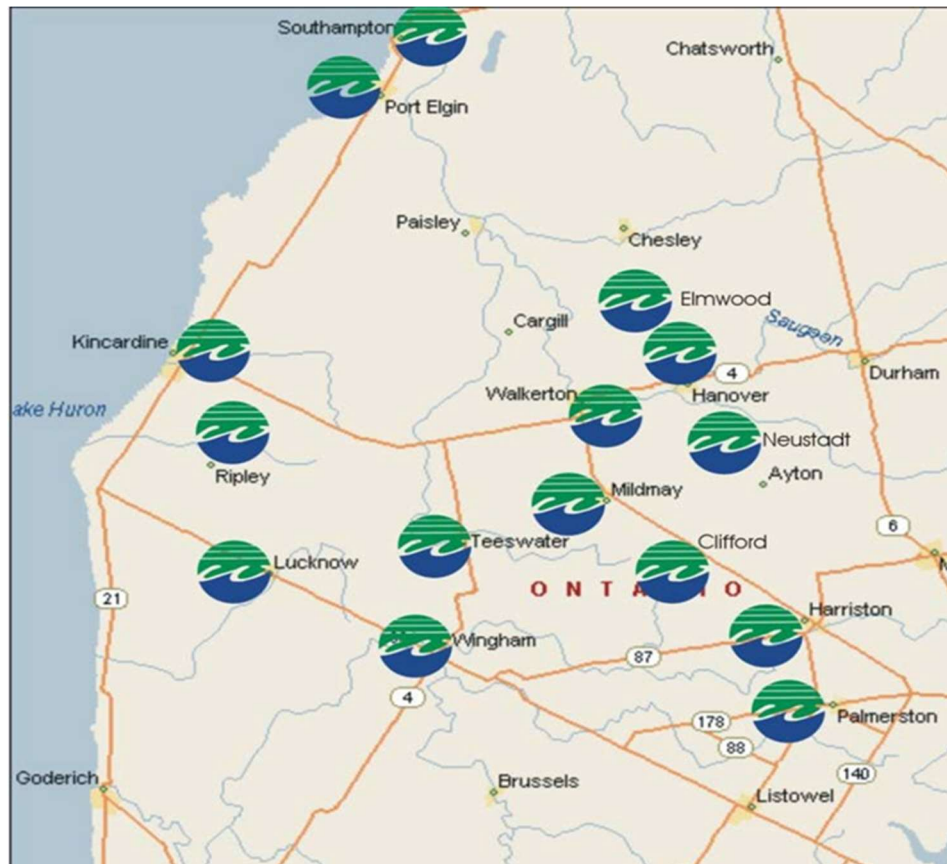 Southampton
Chatsworth
Port Elgin
Paisley
Chesley
Elmwood
Cargill
Saugeen
Kincardine
Durham
4
Walkerton
Hanover
ake Huron
Neustadt
Ripley
Ayton
Mildmay
6
Teeswater
Clifford
M
Lucknow
ONTA IO
21
Harriston
Wingham
87
4
Palmerston
178
88
140
Goderich
Brussels
Listowel